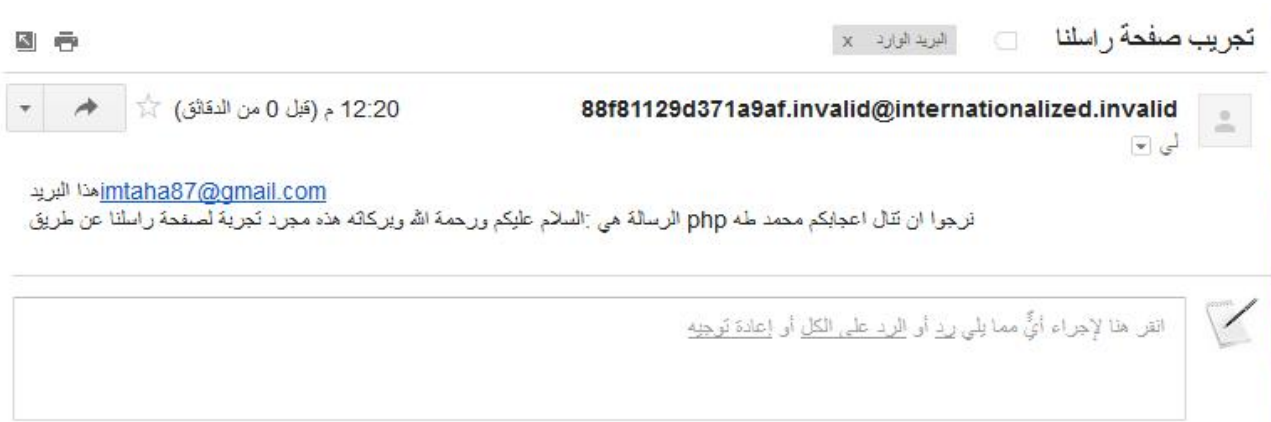 تجريب صفحة راسلنا
البريد الوارد x
88f81129d371a9af.invalid@internationalized.invalid
12:20 م (قبل 0 من الدقائق)
لي
imtaha87@gmail.comهذا البريد
نرجوا ان تنال اعجابكم محمد طه php الرسالة هي :السلام عليكم ورحمة الله وبركاته هذه مجرد تجربة لصفحة راسلنا عن طريق
انقر هنا لإجراء أيٍّ مما يلي رد أو الرد على الكل أو إعادة توجيه